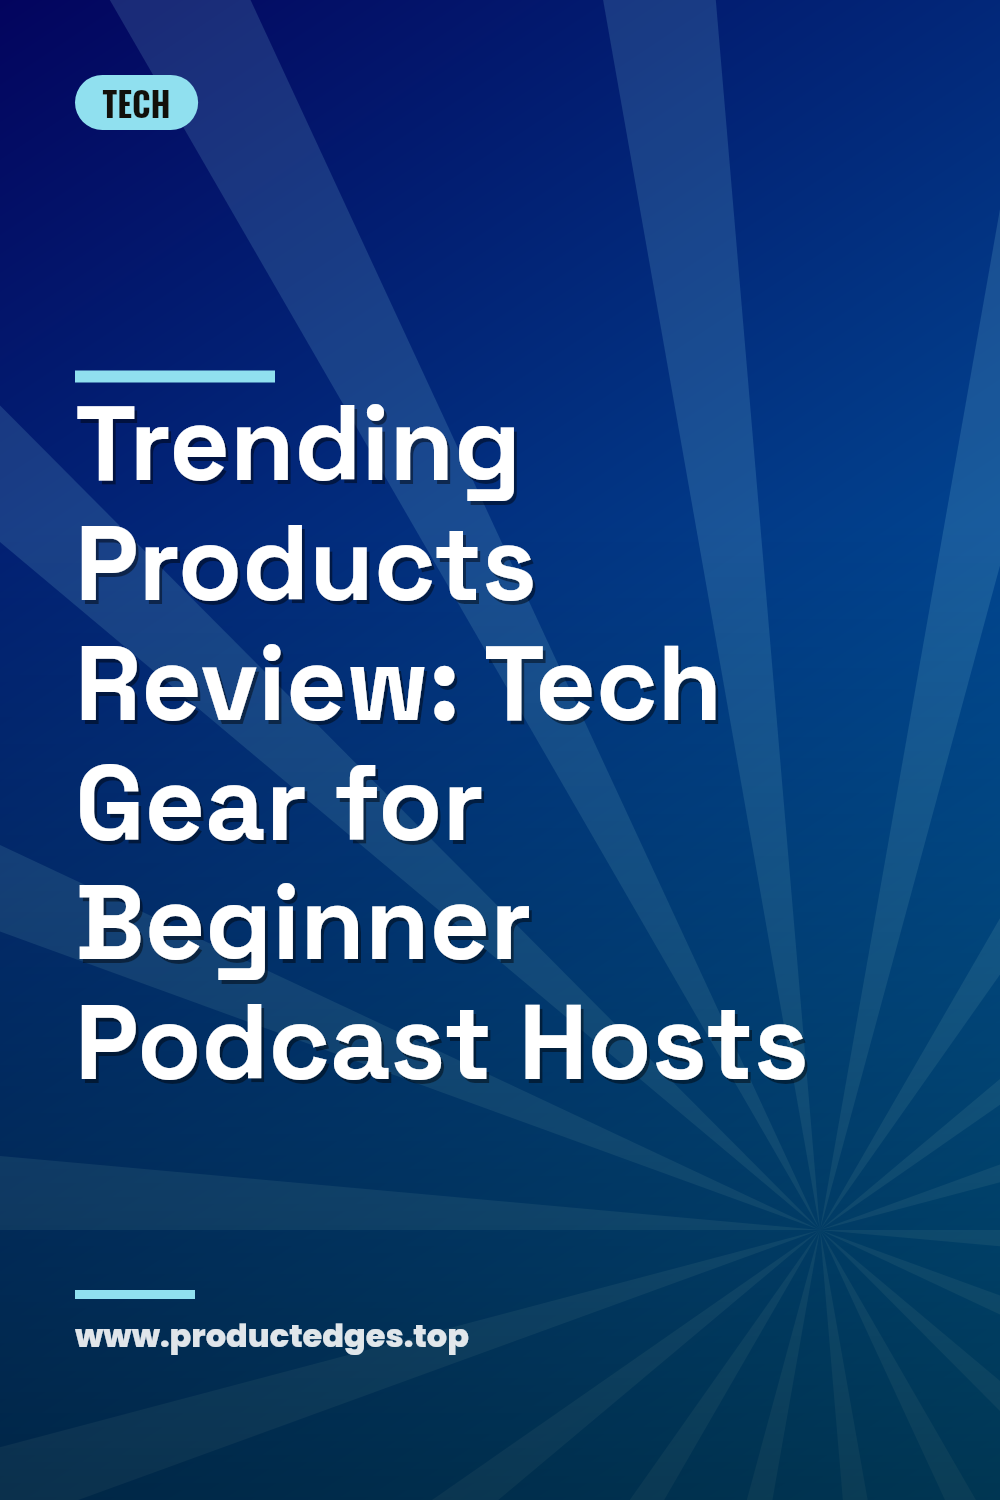 TECH
Trending
Products
Review: Tech
Gear for
Beginner
Podcast Hosts
www.productedges.top